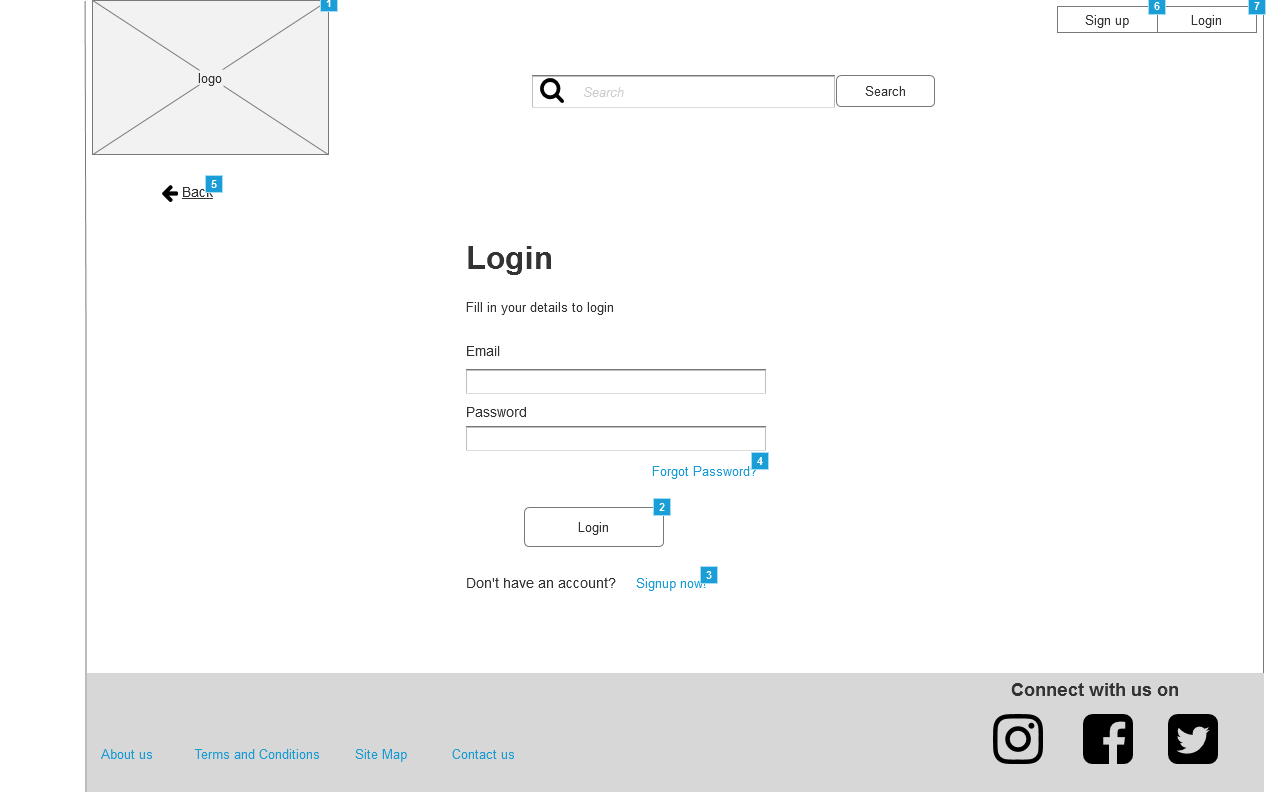 1
logo
6
7
Sign up
Login
Search
Search
5
Back
Login
Fill in your details to login
Email
Password
4
Forgot Password?
2
Login
3
Don't have an account? Signup now!
Connect with us on
About us Terms and Conditions Site Map Contact us